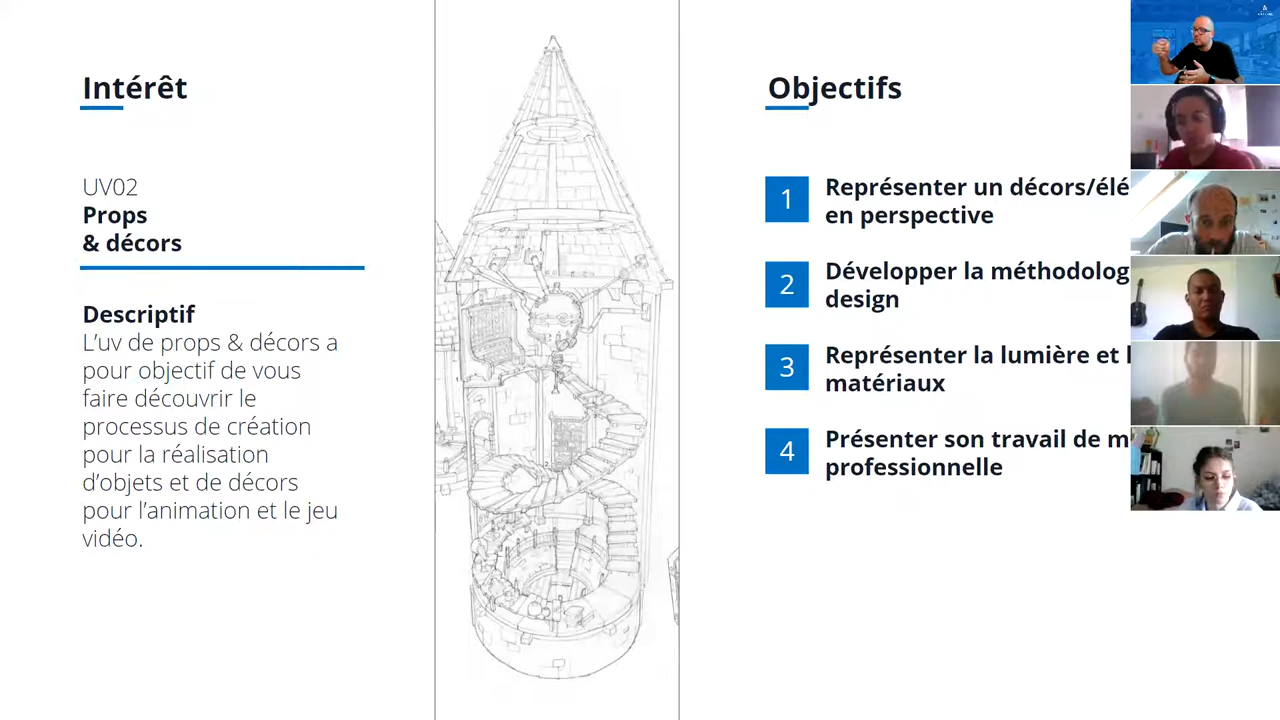 Intérêt
UV02
Props
& décors
Descriptif
L'uv de props & décors a
pour objectif de vous
faire découvrir le
processus de création
pour la réalisation
d'objets et de décors
pour l'animation et le jeu
vidéo.
Objectifs
1
Représenter un décors/élé
en perspective
2
Développer la méthodolog
design
3
Représenter la lumière et
matériaux
4
Présenter son travail de m
professionnelle